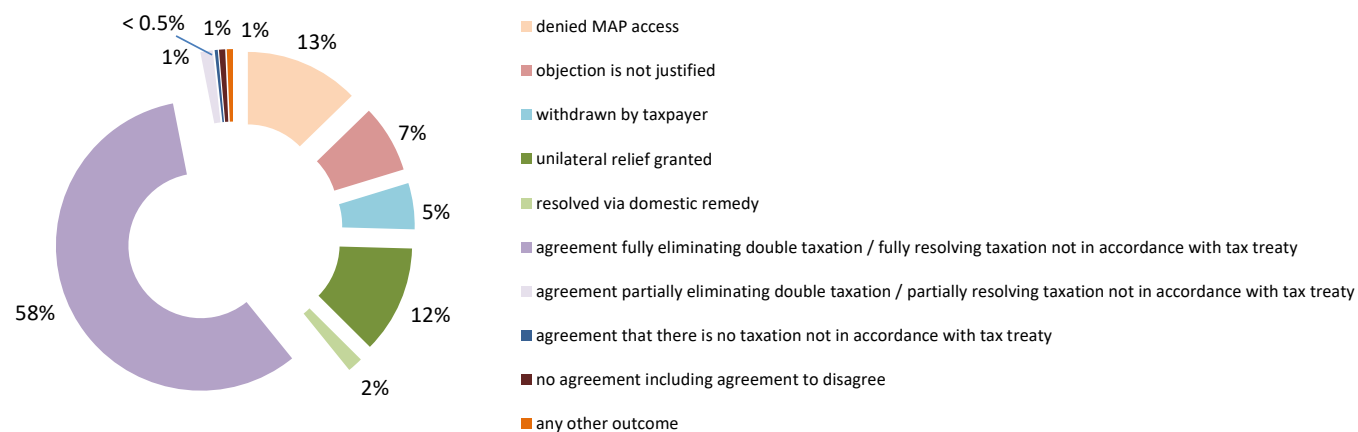 < 0.5%
1%
1%
1%
13%
7%
5%
12%
2%
58%
denied MAP access
objection is not justified
withdrawn by taxpayer
unilateral relief granted
resolved via domestic remedy
agreement fully eliminating double taxation / fully resolving taxation not in accordance with tax treaty
agreement partially eliminating double taxation / partially resolving taxation not in accordance with tax treaty
agreement that there is no taxation not in accordance with tax treaty
no agreement including agreement to disagree
any other outcome